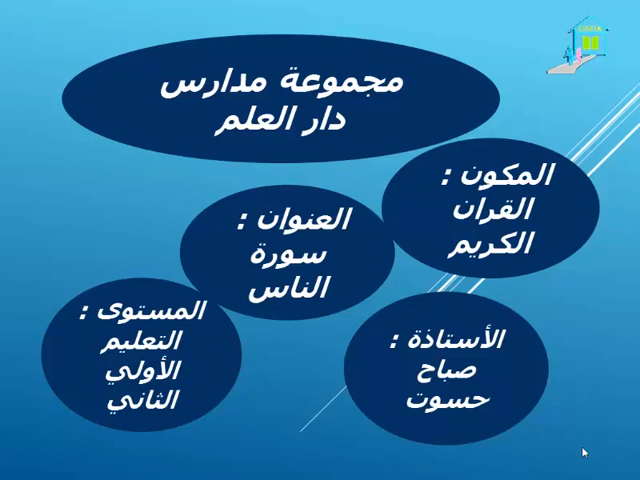 مجموعة مدارس
دار العلم
المكون :
القران
الكريم
العنوان :
سورة
الناس
المستوى :
التعليم
الأولي
الثاني
الأستاذة :
صباح
حسوت